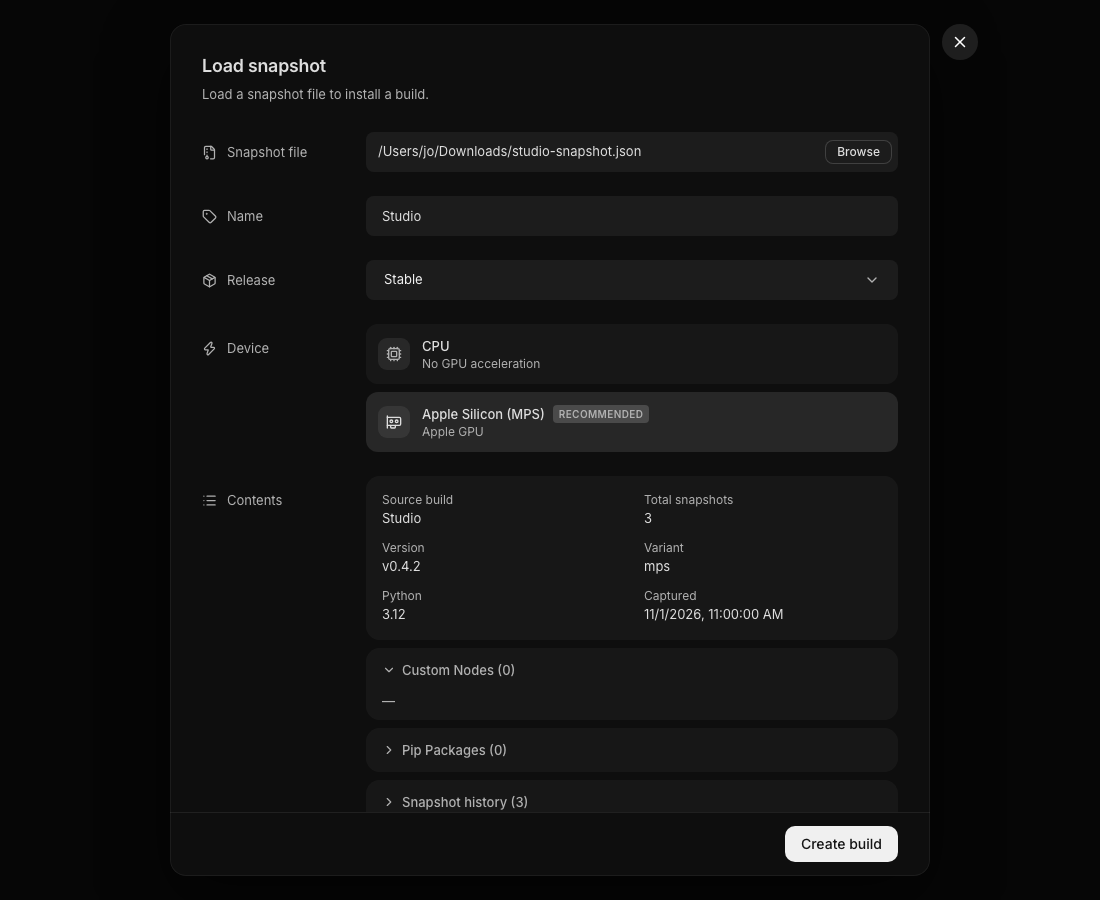 Load snapshot
Load a snapshot file to install a build.
Snapshot file
/Users/jo/Downloads/studio-snapshot.json
Browse
Name
Studio
Release
Stable
Device
CPU
No GPU acceleration
Apple Silicon (MPS) RECOMMENDED
Apple GPU
Contents
Source build
Studio
Total snapshots
3
Version
v0.4.2
Variant
mps
Python
3.12
Captured
11/1/2026, 11:00:00 AM
Custom Nodes (0)
—
Pip Packages (0)
Snapshot history (3)
Create build